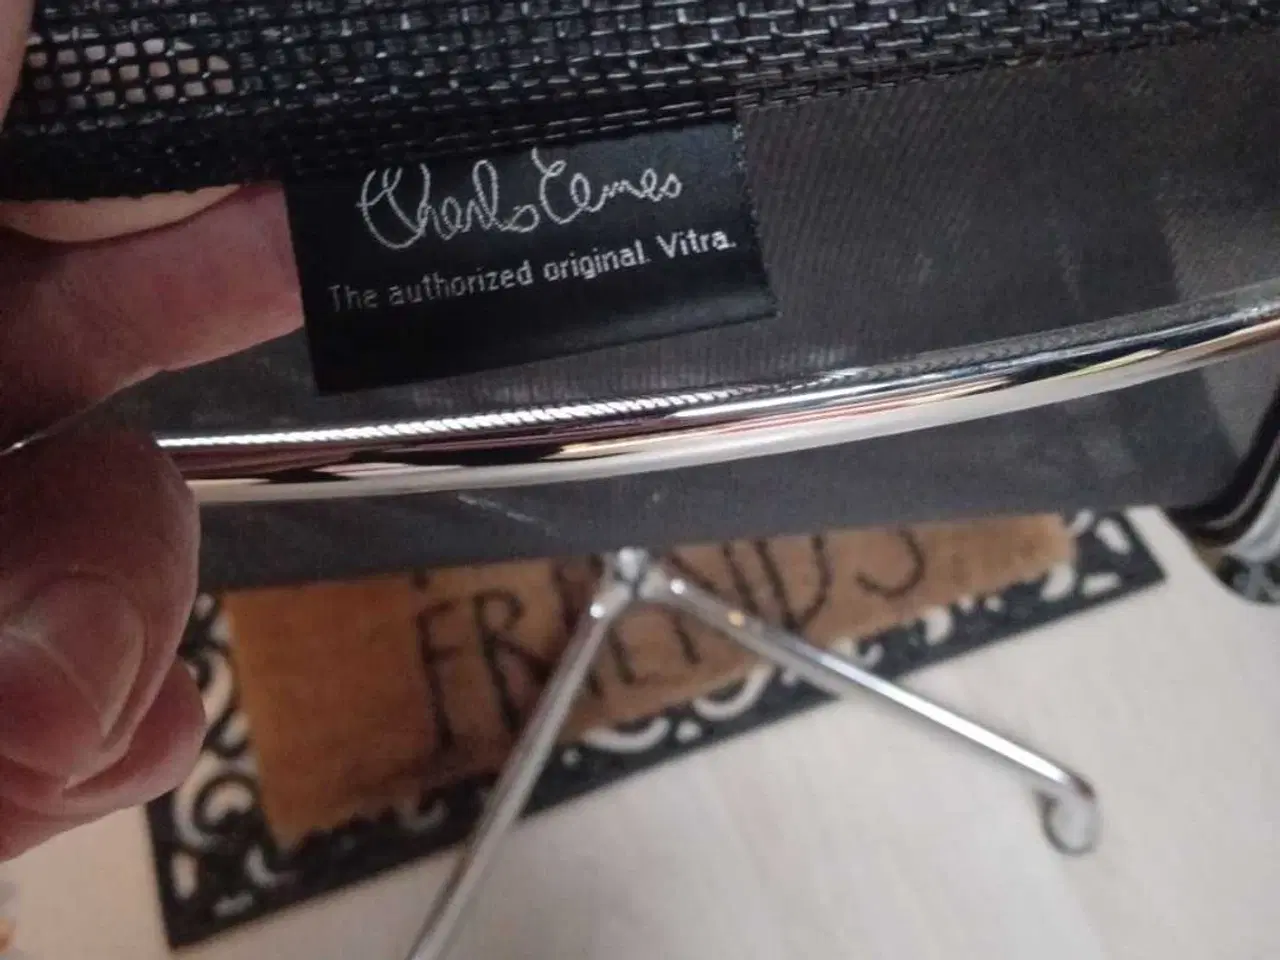 Charles Eames
The authorized original. Vitra.
FRIENDS